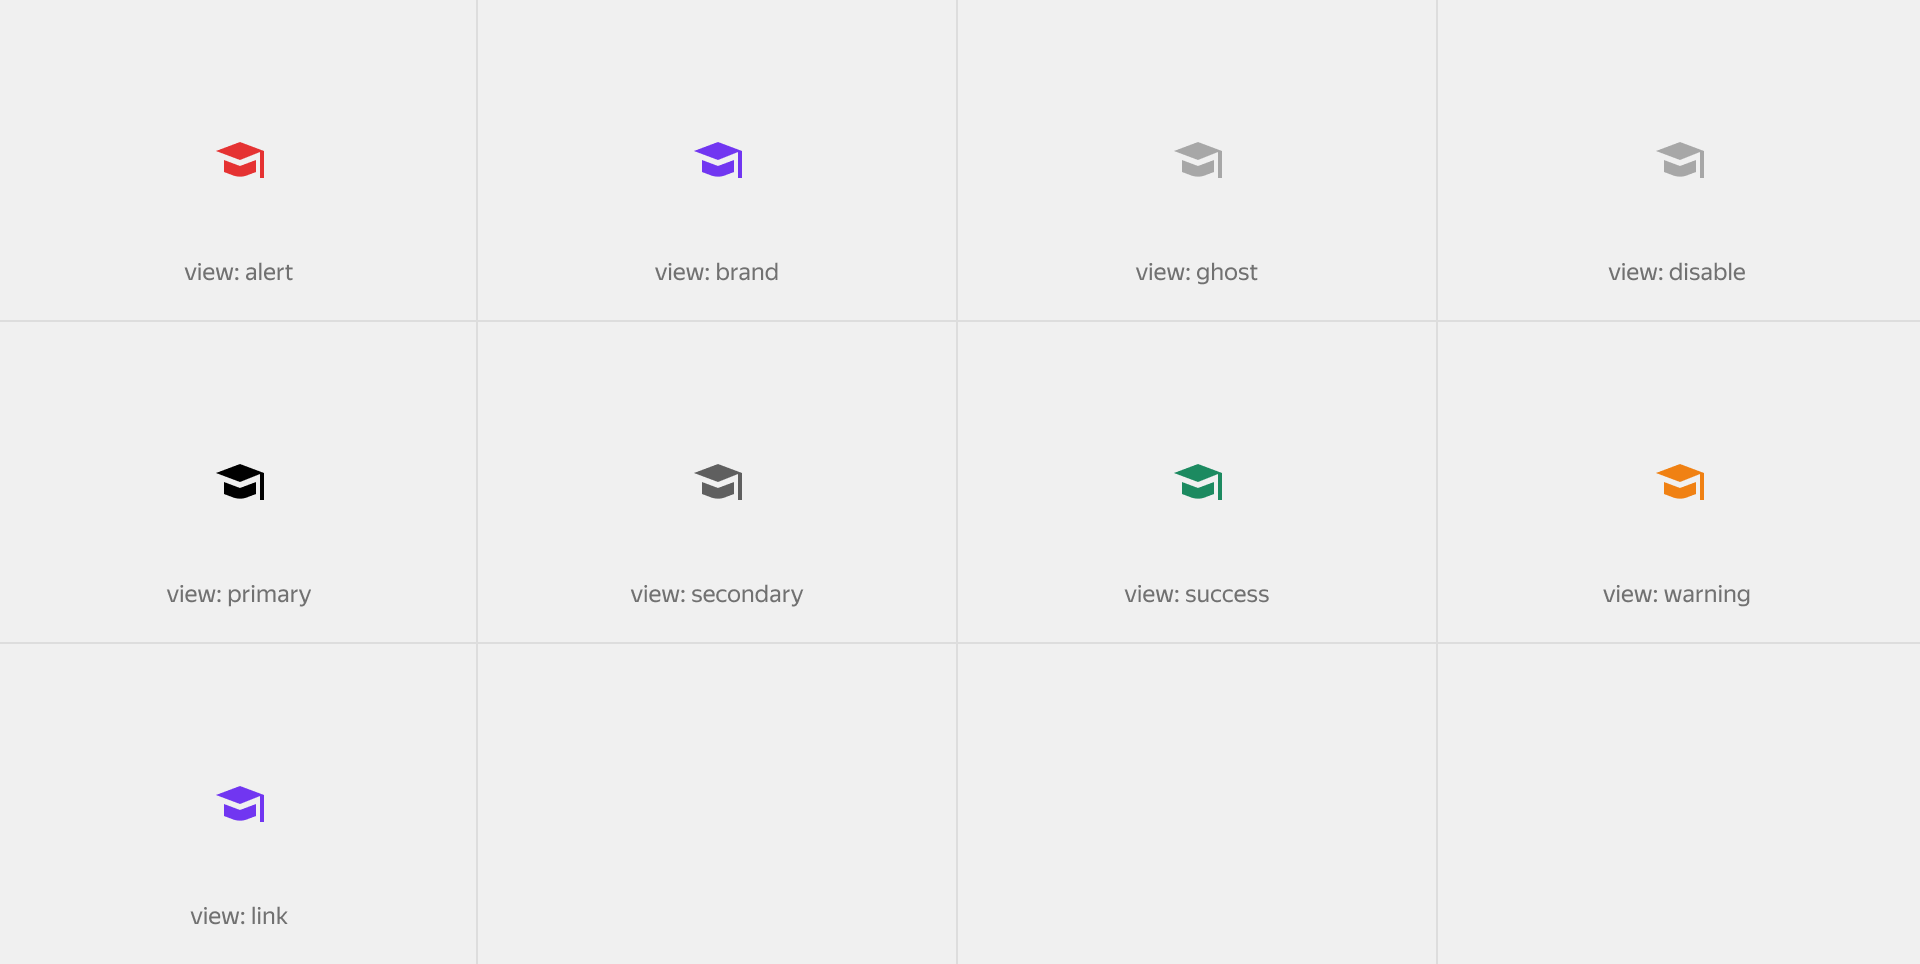 view: alert
view: brand
view: ghost
view: disable
view: primary
view: secondary
view: success
view: warning
view: link